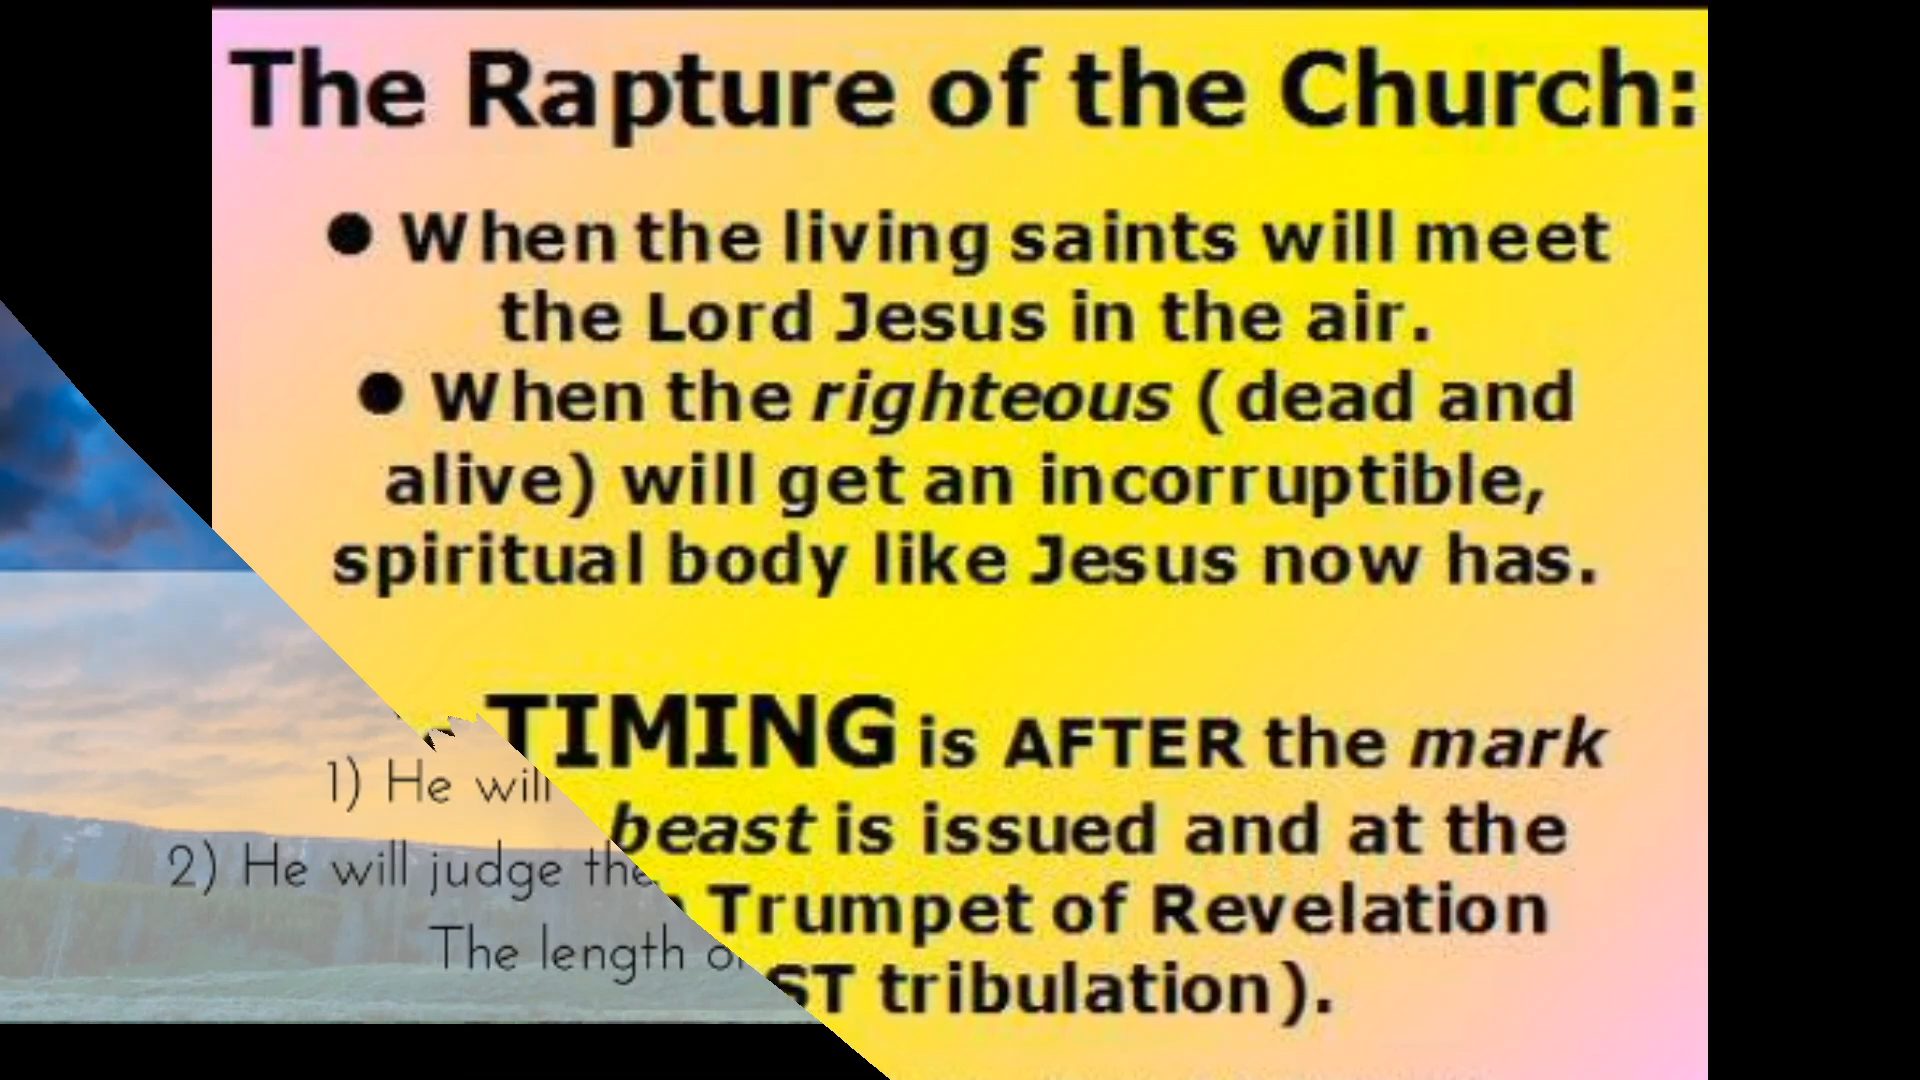 The Rapture of the Church:
● When the living saints will meet
the Lord Jesus in the air.
● When the righteous (dead and
alive) will get an incorruptible,
spiritual body like Jesus now has.
TIMING is AFTER the mark
beast is issued and at the
Trumpet of Revelation
ST tribulation).
1) He will
2) He will judge the
The length